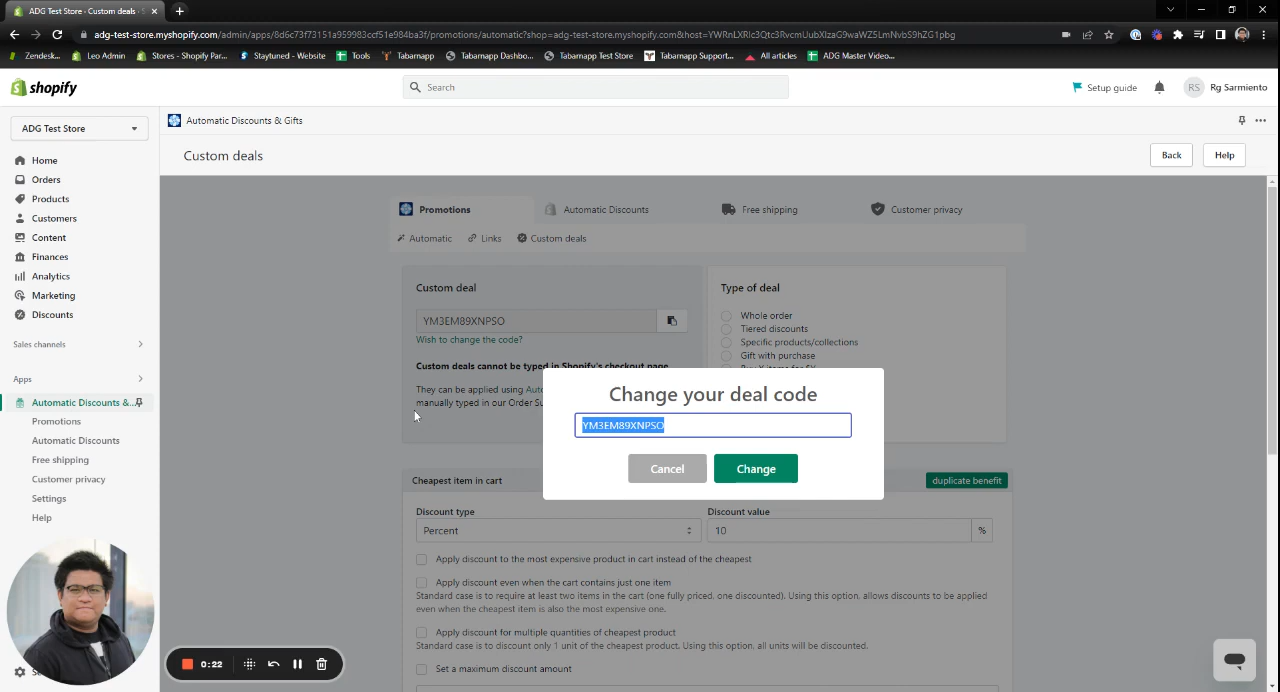 ADG Test Store - Custom deals -
adg-test-store.myshopify.com/admin/apps/8d6c73f73151a959983ccf51e984ba3f/promotions/automatic?shop=adg-test-store.myshopify.com&host=YWRnLXRlc3Qtc3RvcmUubXlzaG9waWZ5LmNvbS9hZG1pbg
Zendesk...
Leo Admin
Stores - Shopify Par...
Staytuned - Website
Tools
Tabarnapp
Tabarnapp Dashbo...
Tabarnapp Test Store
Tabarnapp Support...
All articles
ADG Master Video...
shopify
Search
Setup guide
RS
Rg Sarmiento
ADG Test Store
Automatic Discounts & Gifts
Custom deals
Back
Help
Home
Orders
Products
Customers
Content
Finances
Analytics
Marketing
Discounts
Sales channels
Apps
Automatic Discounts &...
Promotions
Automatic Discounts
Free shipping
Customer privacy
Settings
Help
Promotions
Automatic Discounts
Free shipping
Customer privacy
Automatic
Links
Custom deals
Custom deal
YM3EM89XNPSO
Wish to change the code?
Custom deals cannot be typed in Shopify's checkout page
They can be applied using
manually typed in our Order
Type of deal
Whole order
Tiered discounts
Specific products/collections
Gift with purchase
Buy X items for $X
Change your deal code
YM3EM89XNPSO
Cancel
Change
Cheapest item in cart
duplicate benefit
Discount type
Discount value
Percent
10
%
Apply discount to the most expensive product in cart instead of the cheapest
Apply discount even when the cart contains just one item
Standard case is to require at least two items in the cart (one fully priced, one discounted). Using this option, allows discounts to be applied
even when the cheapest item is also the most expensive one.
Apply discount for multiple quantities of cheapest product
Standard case is to discount only 1 unit of the cheapest product. Using this option, all units will be discounted.
Set a maximum discount amount
0:22